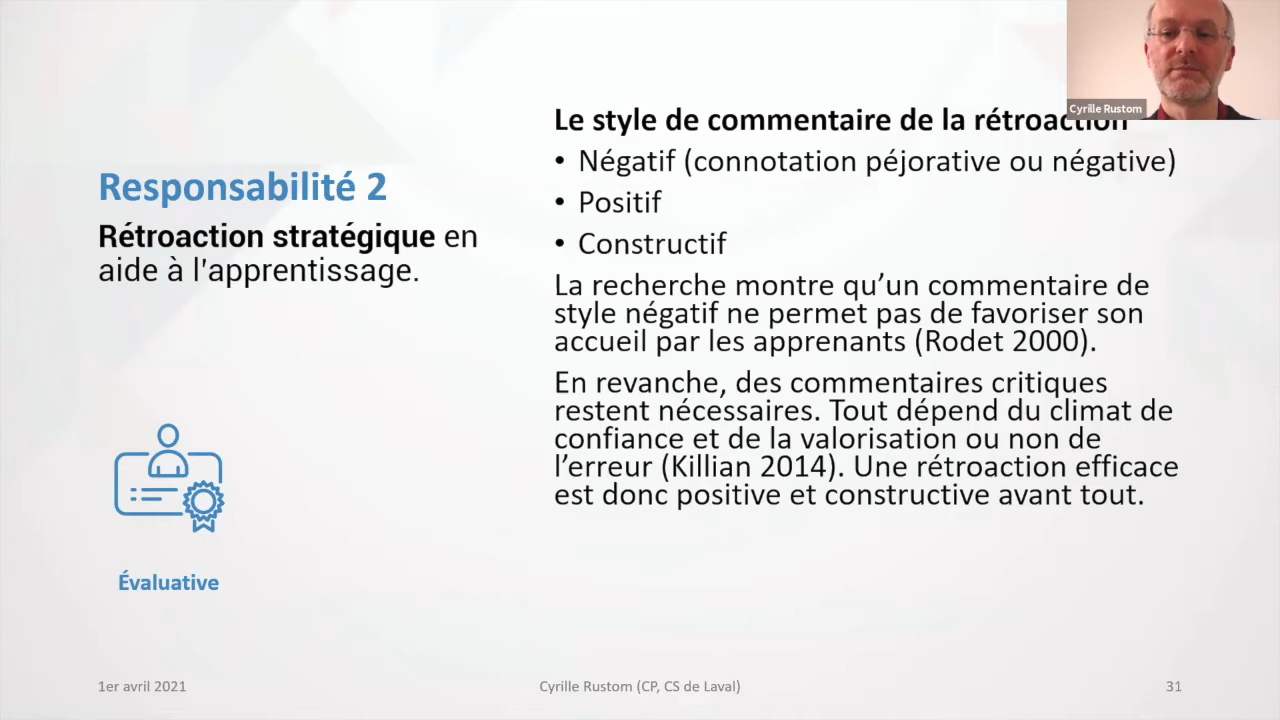 Cyrille Rustom
Le style de commentaire de la rétroaction
• Négatif (connotation péjorative ou négative)
• Positif
• Constructif
La recherche montre qu’un commentaire de
style négatif ne permet pas de favoriser son
accueil par les apprenants (Rodet 2000).
En revanche, des commentaires critiques
restent nécessaires. Tout dépend du climat de
confiance et de la valorisation ou non de
l’erreur (Killian 2014). Une rétroaction efficace
est donc positive et constructive avant tout.
Responsabilité 2
Rétroaction stratégique en
aide à l'apprentissage.
Évaluative
1er avril 2021
Cyrille Rustom (CP, CS de Laval)
31